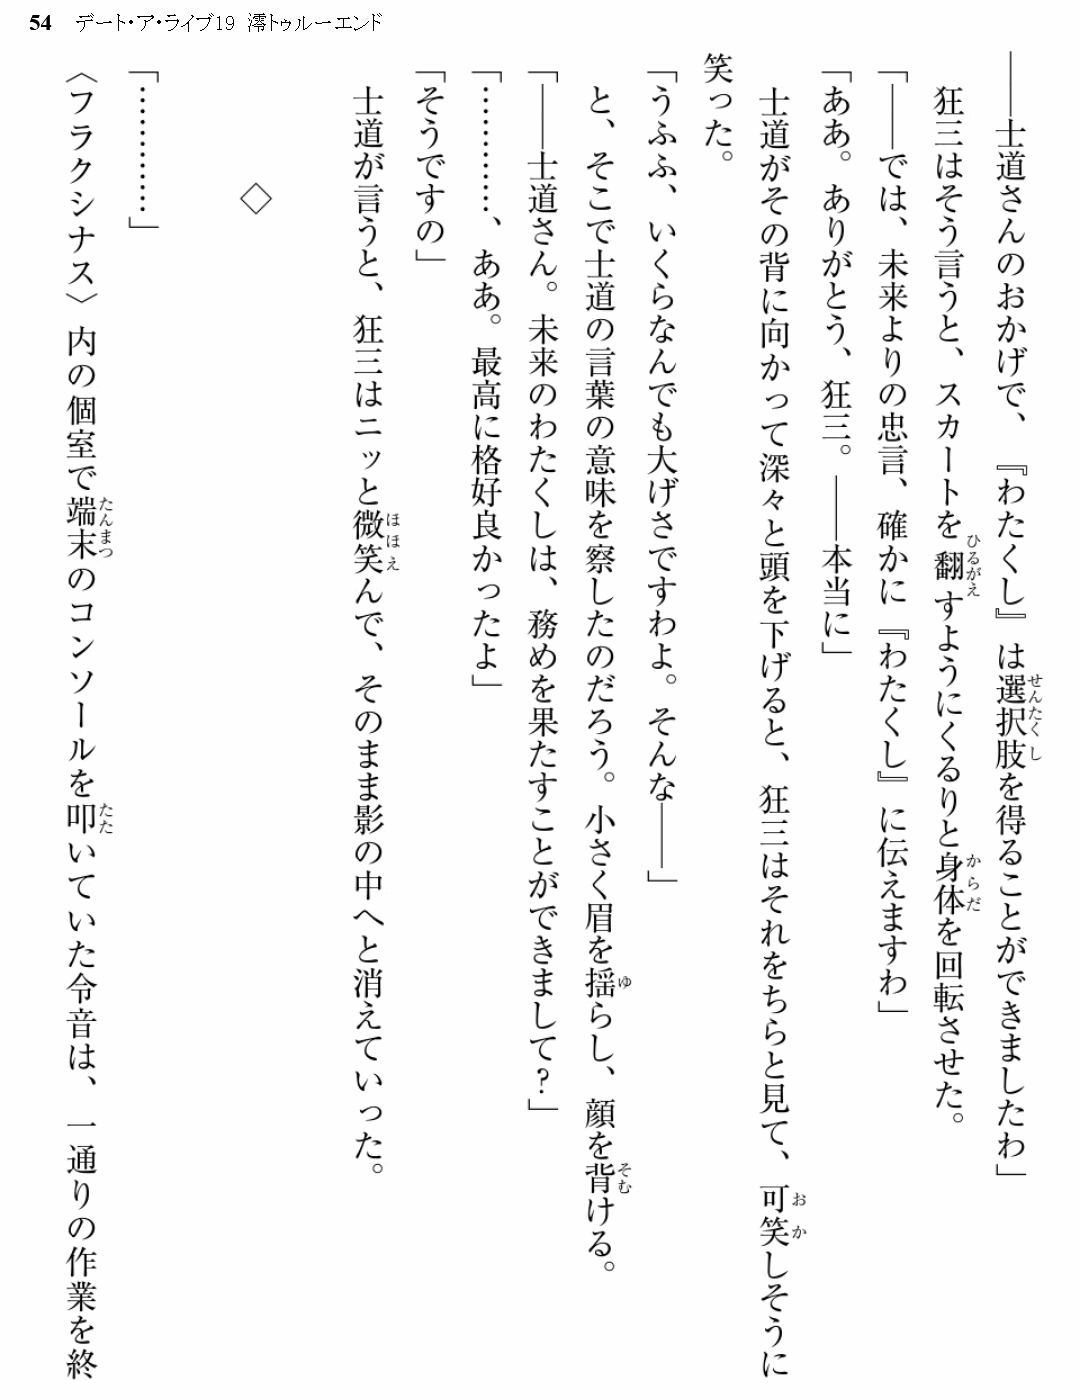 54 デート・ア・ライブ19 澪トゥルーエンド
――士道さんのおかげで、『わたくし』は選択肢を得ることができましたわ」
狂三はそう言うと、スカートを翻すようにくるりと身体を回転させた。
「――では、未来よりの忠言、確かに『わたくし』に伝えますわ」
「ああ。ありがとう、狂三。――本当に」
士道がその背に向かって深々と頭を下げると、狂三はそれをちらと見て、可笑しそうに
笑った。
「うふふ、いくらなんでも大げさですわよ。そんな――」
と、そこで士道の言葉の意味を察したのだろう。小さく眉を揺らし、顔を背ける。
「――士道さん。未来のわたくしは、務めを果たすことができまして?」
「…………、ああ。最高に格好良かったよ」
「そうですの」
士道が言うと、狂三はニッと微笑んで、そのまま影の中へと消えていった。
◇
「…………」
〈フラクシナス〉内の個室で端末のコンソールを叩いていた令音は、一通りの作業を終